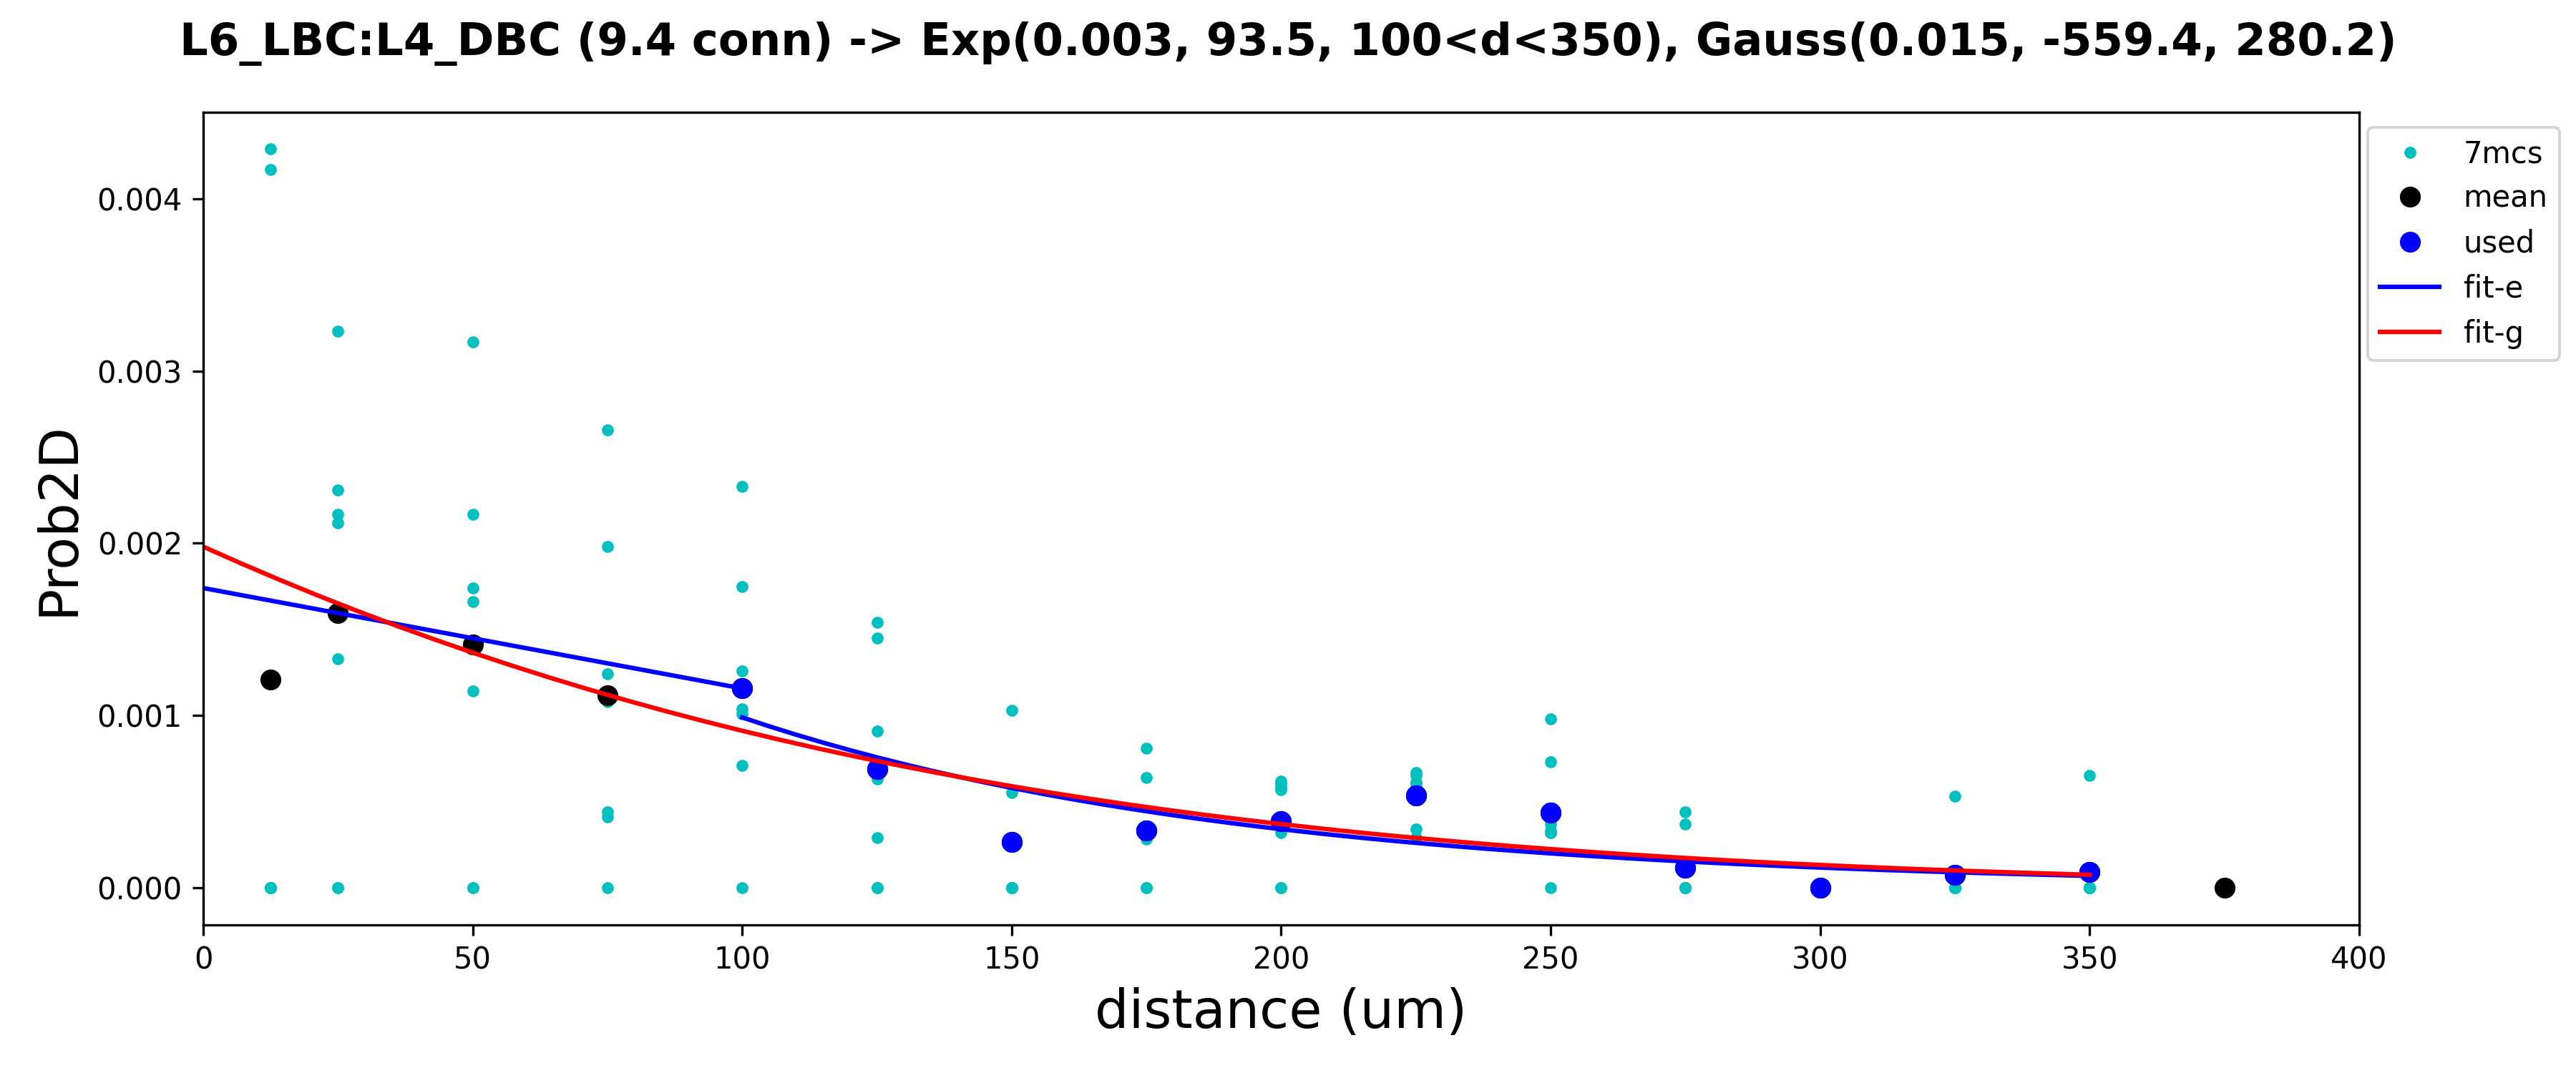 L6_LBC:L4_DBC (9.4 conn) -> Exp(0.003, 93.5, 100<d<350), Gauss(0.015, -559.4, 280.2)
7mcs
mean
used
fit-e
fit-g
Prob2D
0.004
0.003
0.002
0.001
0.000
0 50 100 150 200 250 300 350 400
distance (um)